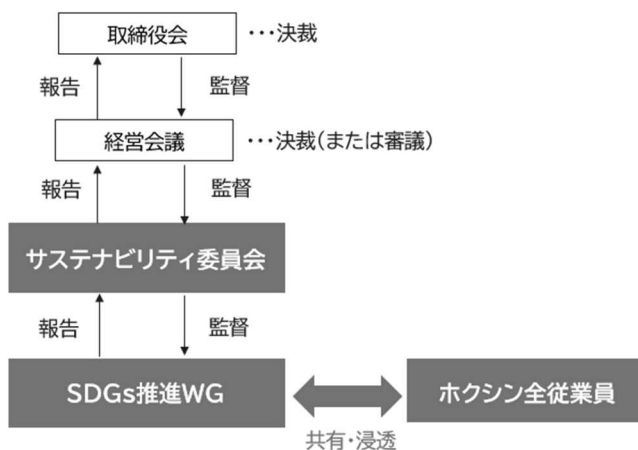 取締役会 ･･･決裁
報告 監督
経営会議 ･･･決裁(または審議)
報告 監督
サステナビリティ委員会
報告 監督
SDGs推進WG ホクシン全従業員
共有･浸透